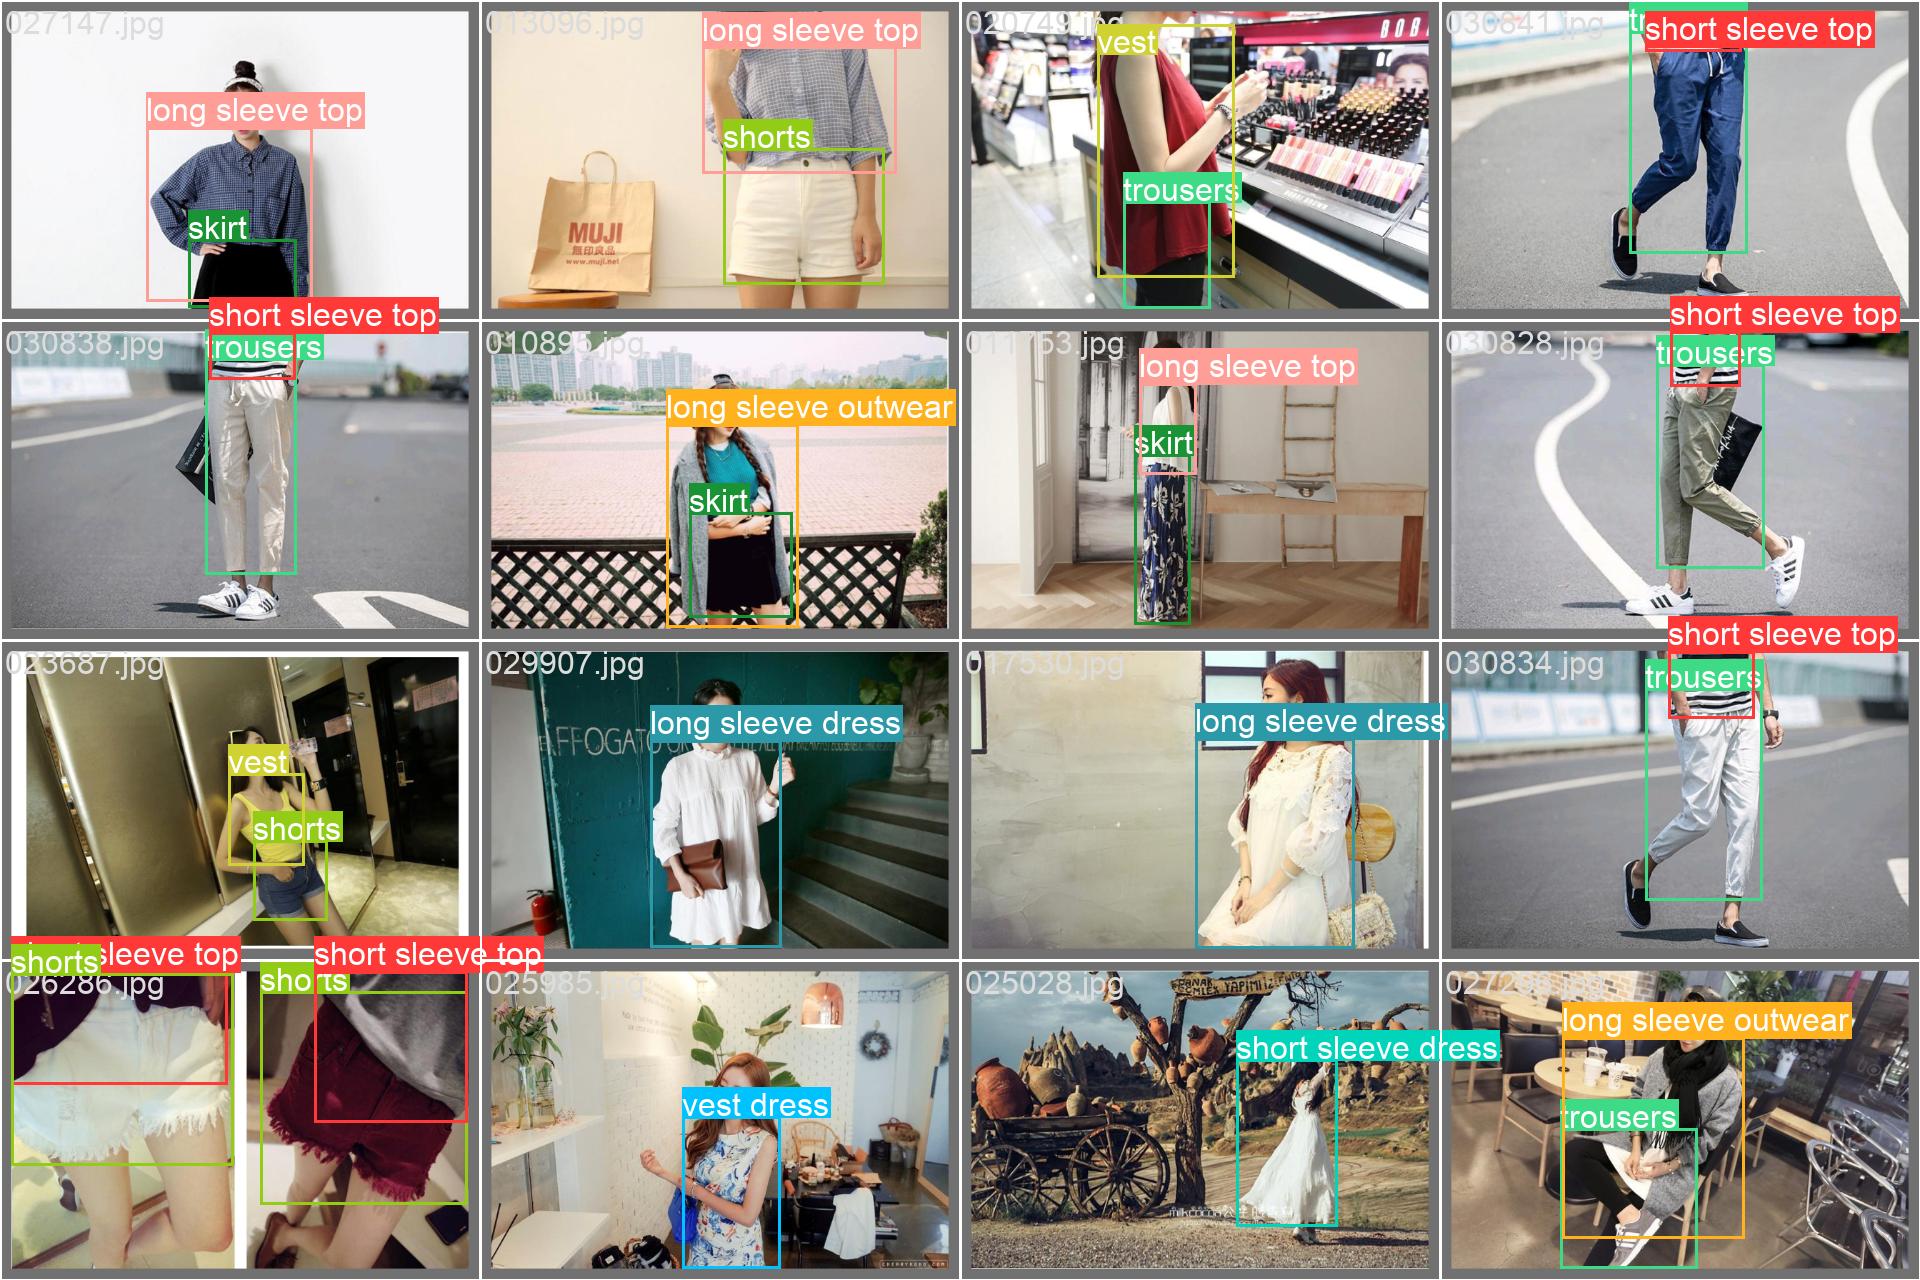 027147.jpg
long sleeve top
skirt
013096.jpg
long sleeve top
shorts
MUJI
無印良品
www.muji.net
020749.jpg
vest
trousers
BOB
030841.jpg
short sleeve top
030838.jpg
short sleeve top
trousers
010895.jpg
long sleeve outwear
skirt
011753.jpg
long sleeve top
skirt
030828.jpg
short sleeve top
trousers
023687.jpg
vest
shorts
029907.jpg
FFOGATO
long sleeve dress
017530.jpg
long sleeve dress
030834.jpg
short sleeve top
trousers
026286.jpg
shorts
sleeve top
short sleeve top
shorts
025985.jpg
vest dress
025028.jpg
short sleeve dress
long sleeve outwear
trousers